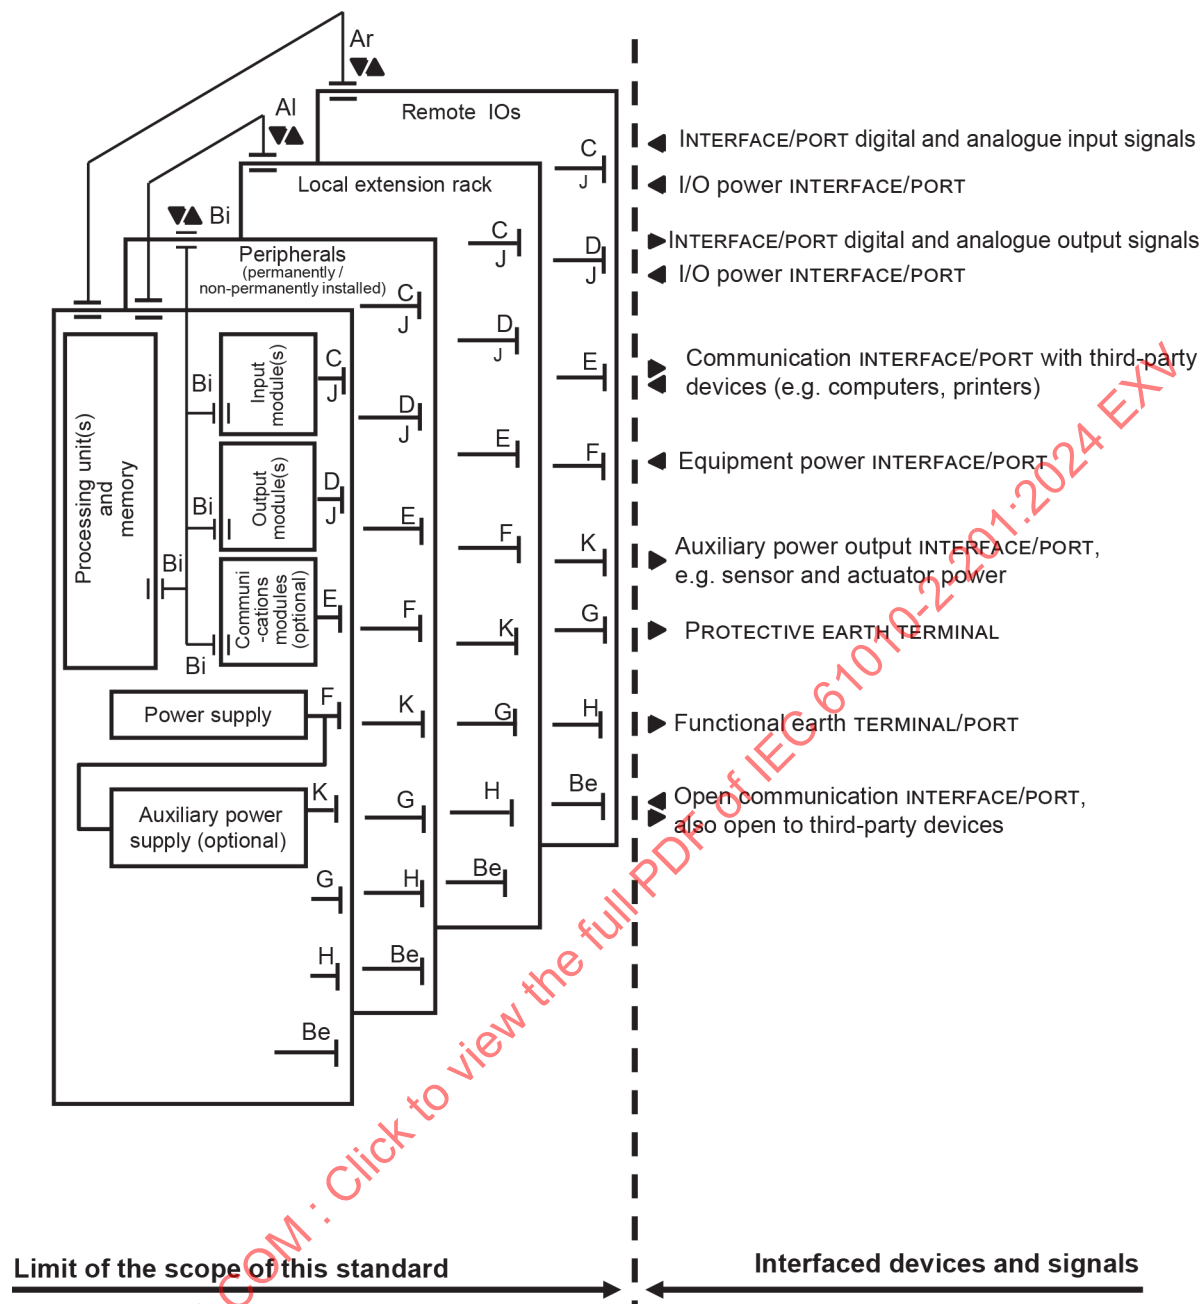 Ar
Al
Remote IOs
C
J
INTERFACE/PORT digital and analogue input signals
I/O power INTERFACE/PORT
Local extension rack
Bi
C
J
D
J
INTERFACE/PORT digital and analogue output signals
I/O power INTERFACE/PORT
Peripherals
(permanently /
non-permanently installed)
C
J
D
J
E
Communication INTERFACE/PORT with third-party
devices (e.g. computers, printers)
Processing unit(s)
and
memory
Bi
Input
module(s)
C
J
D
J
E
F
Equipment power INTERFACE/PORT
Bi
Output
module(s)
D
J
E
F
K
Auxiliary power output INTERFACE/PORT,
e.g. sensor and actuator power
Bi
Bi
Communi
-cations
modules
(optional)
E
F
K
G
PROTECTIVE EARTH TERMINAL
Power supply
F
K
G
H
Functional earth TERMINAL/PORT
Auxiliary power
supply (optional)
K
G
H
Be
Open communication INTERFACE/PORT,
also open to third-party devices
G
H
Be
H
Be
Be
Limit of the scope of this standard
Interfaced devices and signals
COM : Click to view the full PDF of IEC 61010-2-201:2024 EXV